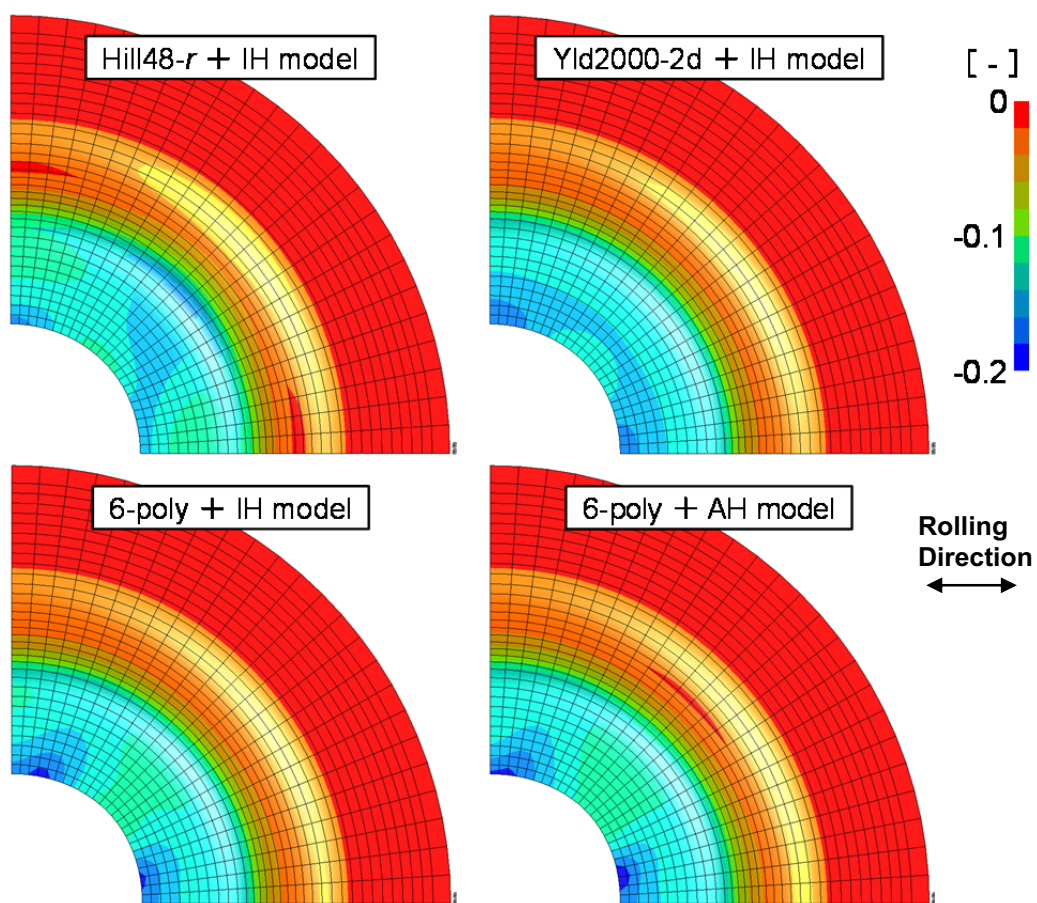 Hill48-r + IH model
Yld2000-2d + IH model
[ - ]
0
-0.1
-0.2
6-poly + IH model
6-poly + AH model
Rolling
Direction